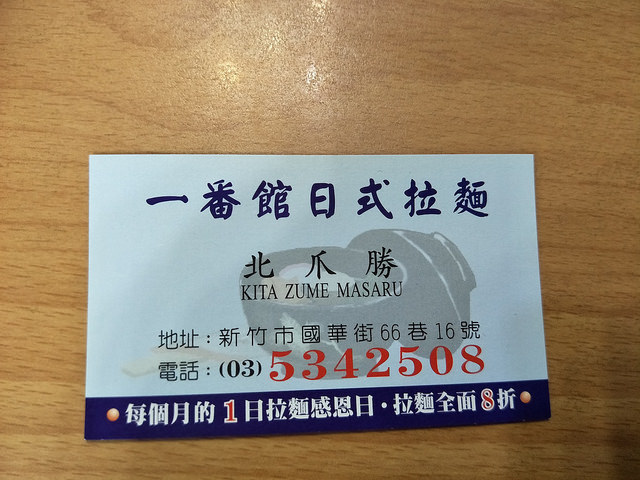 一番館日式拉麵
北爪勝
KITA ZUME MASARU
地址：新竹市國華街66巷16號
電話：(03)5342508
每個月的1日拉麵感恩日·拉麵全面8折